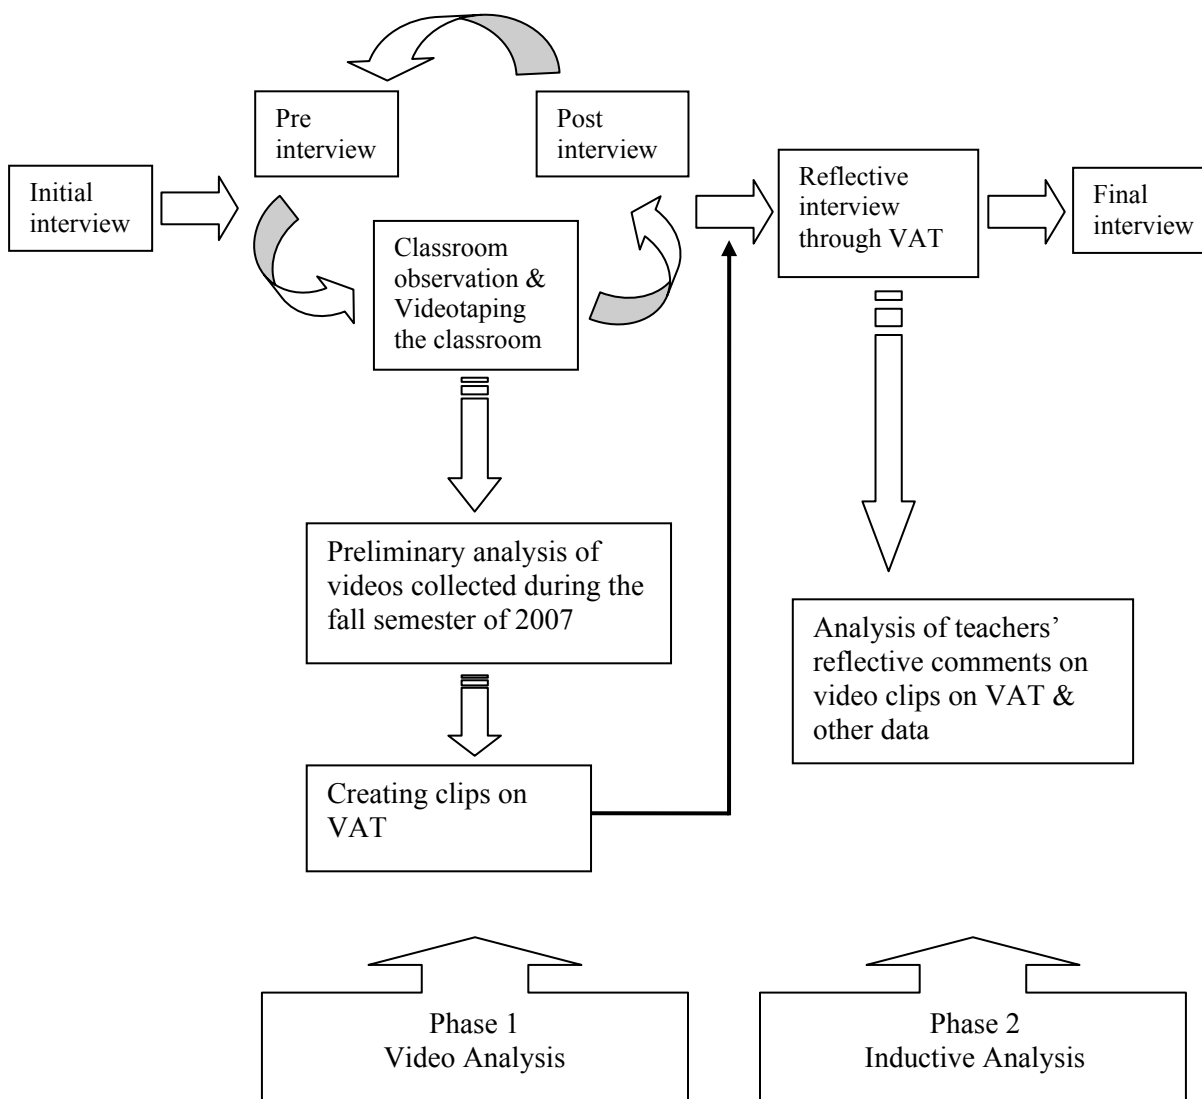 Pre
interview
Post
interview
Initial
interview
Classroom
observation &
Videotaping
the classroom
Reflective
interview
through VAT
Final
interview
Preliminary analysis of
videos collected during the
fall semester of 2007
Creating clips on
VAT
Analysis of teachers’
reflective comments on
video clips on VAT &
other data
Phase 1
Video Analysis
Phase 2
Inductive Analysis